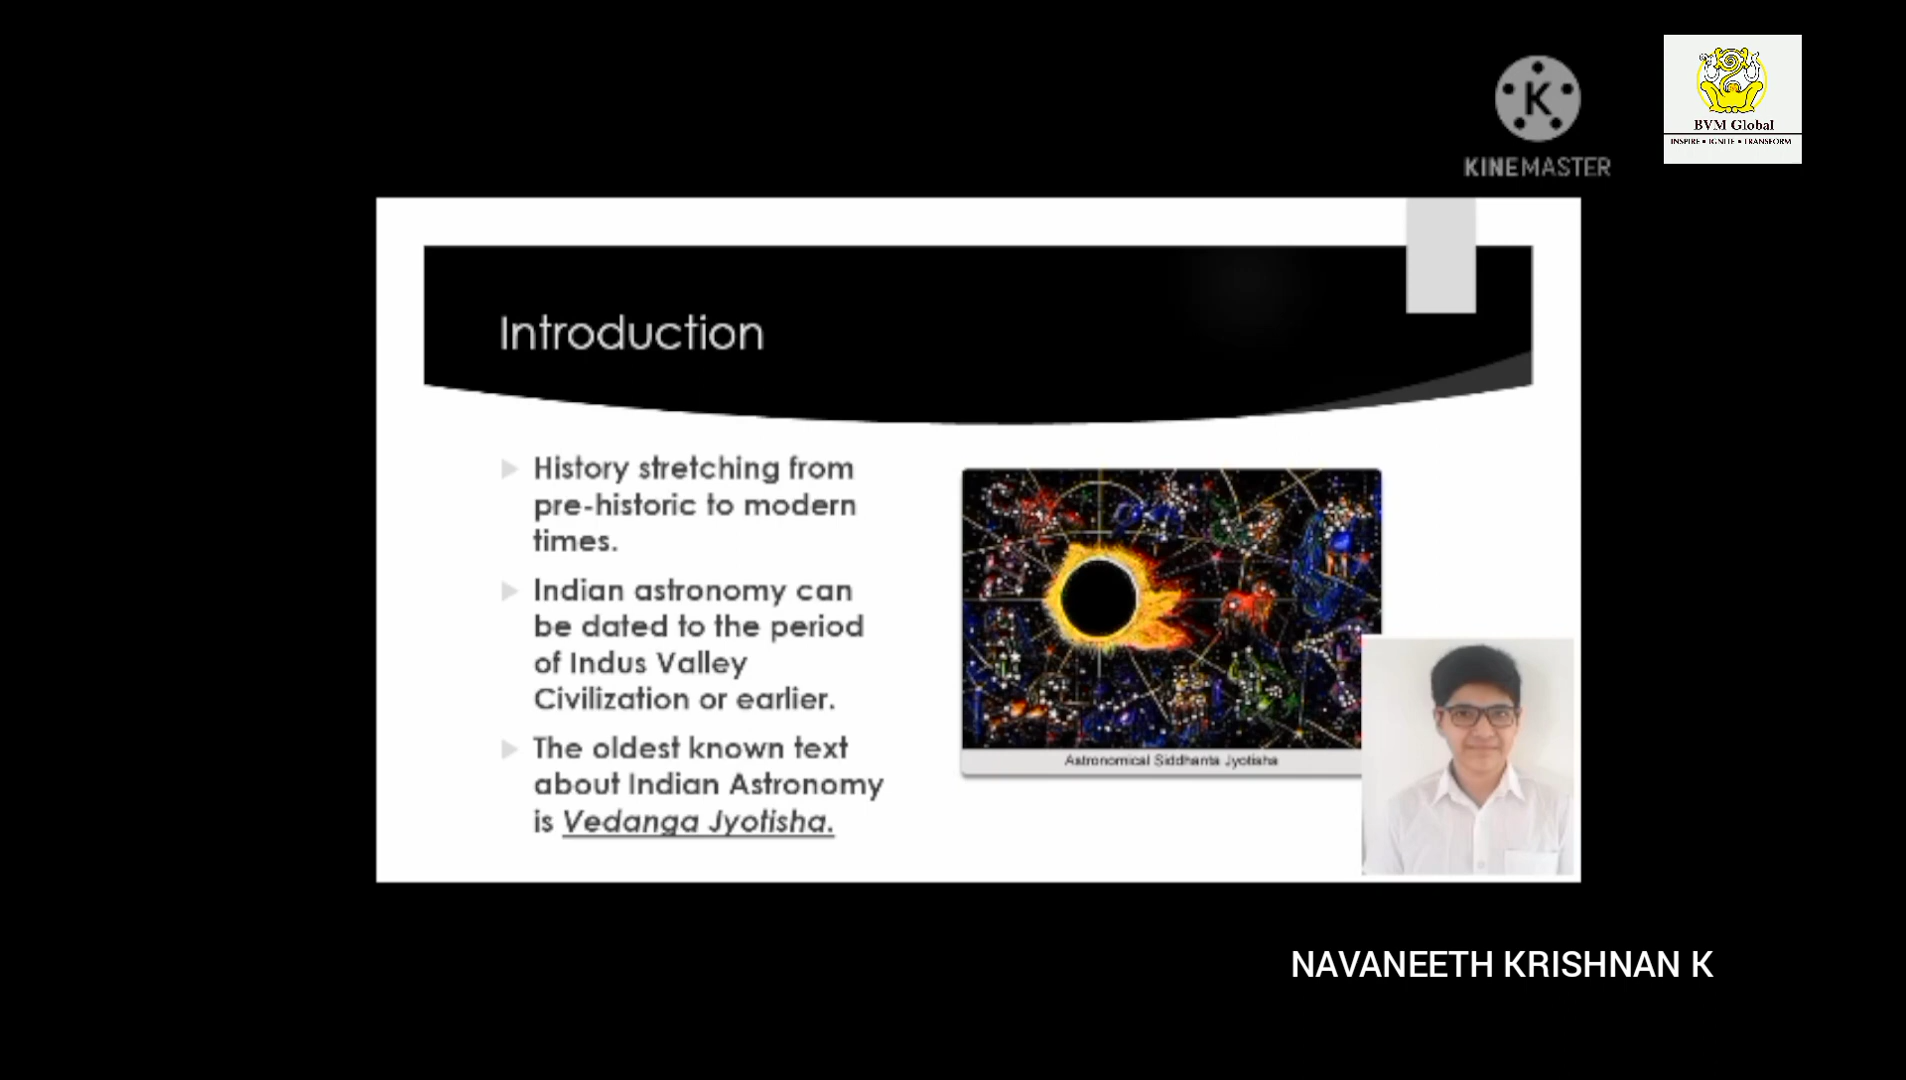 K
KINEMASTER
BVM Global
INSPIRE • IGNITE • TRANSFORM
Introduction
History stretching from
pre-historic to modern
times.
Indian astronomy can
be dated to the period
of Indus Valley
Civilization or earlier.
The oldest known text
about Indian Astronomy
is Vedanga Jyotisha.
Astronomical Siddhanta Jyotisha
NAVANEETH KRISHNAN K